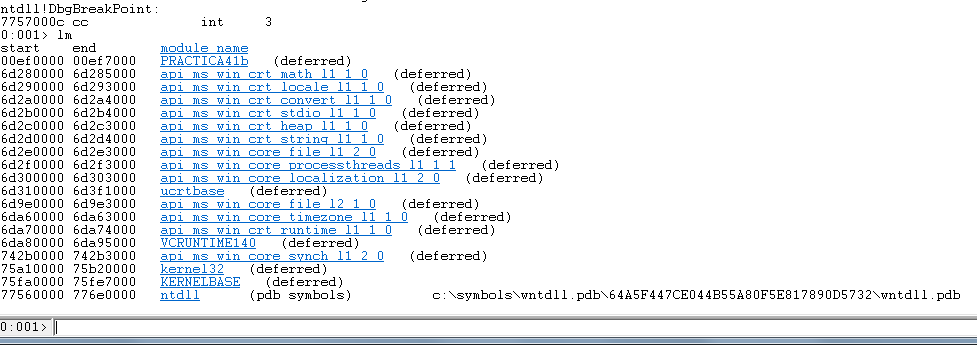 ntdll!DbgBreakPoint:
7757000c cc              int     3
0:001> lm
start    end        module name
00ef0000 00ef7000   PRACTICA41b   (deferred)
6d280000 6d285000   api_ms_win_crt_math_l1_1_0   (deferred)
6d290000 6d293000   api_ms_win_crt_locale_l1_1_0   (deferred)
6d2a0000 6d2a4000   api_ms_win_crt_convert_l1_1_0   (deferred)
6d2b0000 6d2b4000   api_ms_win_crt_stdio_l1_1_0   (deferred)
6d2c0000 6d2c3000   api_ms_win_crt_heap_l1_1_0   (deferred)
6d2d0000 6d2d4000   api_ms_win_crt_string_l1_1_0   (deferred)
6d2e0000 6d2e3000   api_ms_win_core_file_l1_2_0   (deferred)
6d2f0000 6d2f3000   api_ms_win_core_processthreads_l1_1_1   (deferred)
6d300000 6d303000   api_ms_win_core_localization_l1_2_0   (deferred)
6d310000 6d3f1000   ucrtbase   (deferred)
6d9e0000 6d9e3000   api_ms_win_core_file_l2_1_0   (deferred)
6da60000 6da63000   api_ms_win_core_timezone_l1_1_0   (deferred)
6da70000 6da74000   api_ms_win_crt_runtime_l1_1_0   (deferred)
6da80000 6da95000   VCRUNTIME140   (deferred)
742b0000 742b3000   api_ms_win_core_synch_l1_2_0   (deferred)
75a10000 75b20000   kernel32   (deferred)
75fa0000 75fe7000   KERNELBASE   (deferred)
77560000 776e0000   ntdll      (pdb symbols)          c:\symbols\wntdll.pdb\64A5F447CE044B55A80F5E817890D5732\wntdll.pdb
0:001>